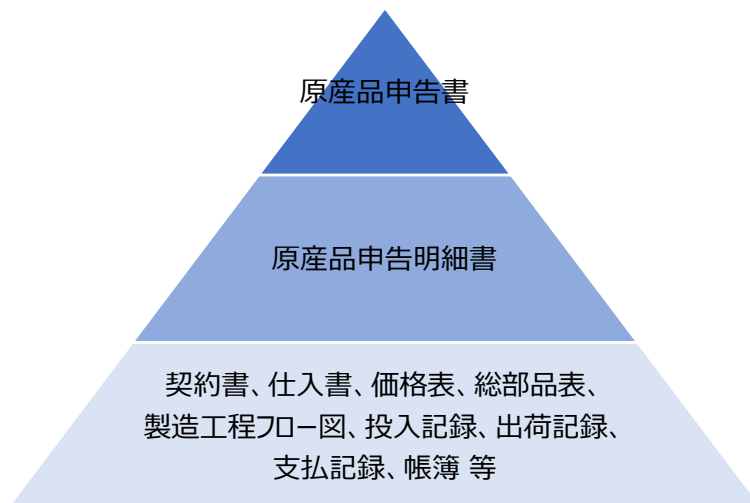 原産品申告書
原産品申告明細書
契約書、仕入書、価格表、総部品表、
製造工程フロー図、投入記録、出荷記録、
支払記録、帳簿 等